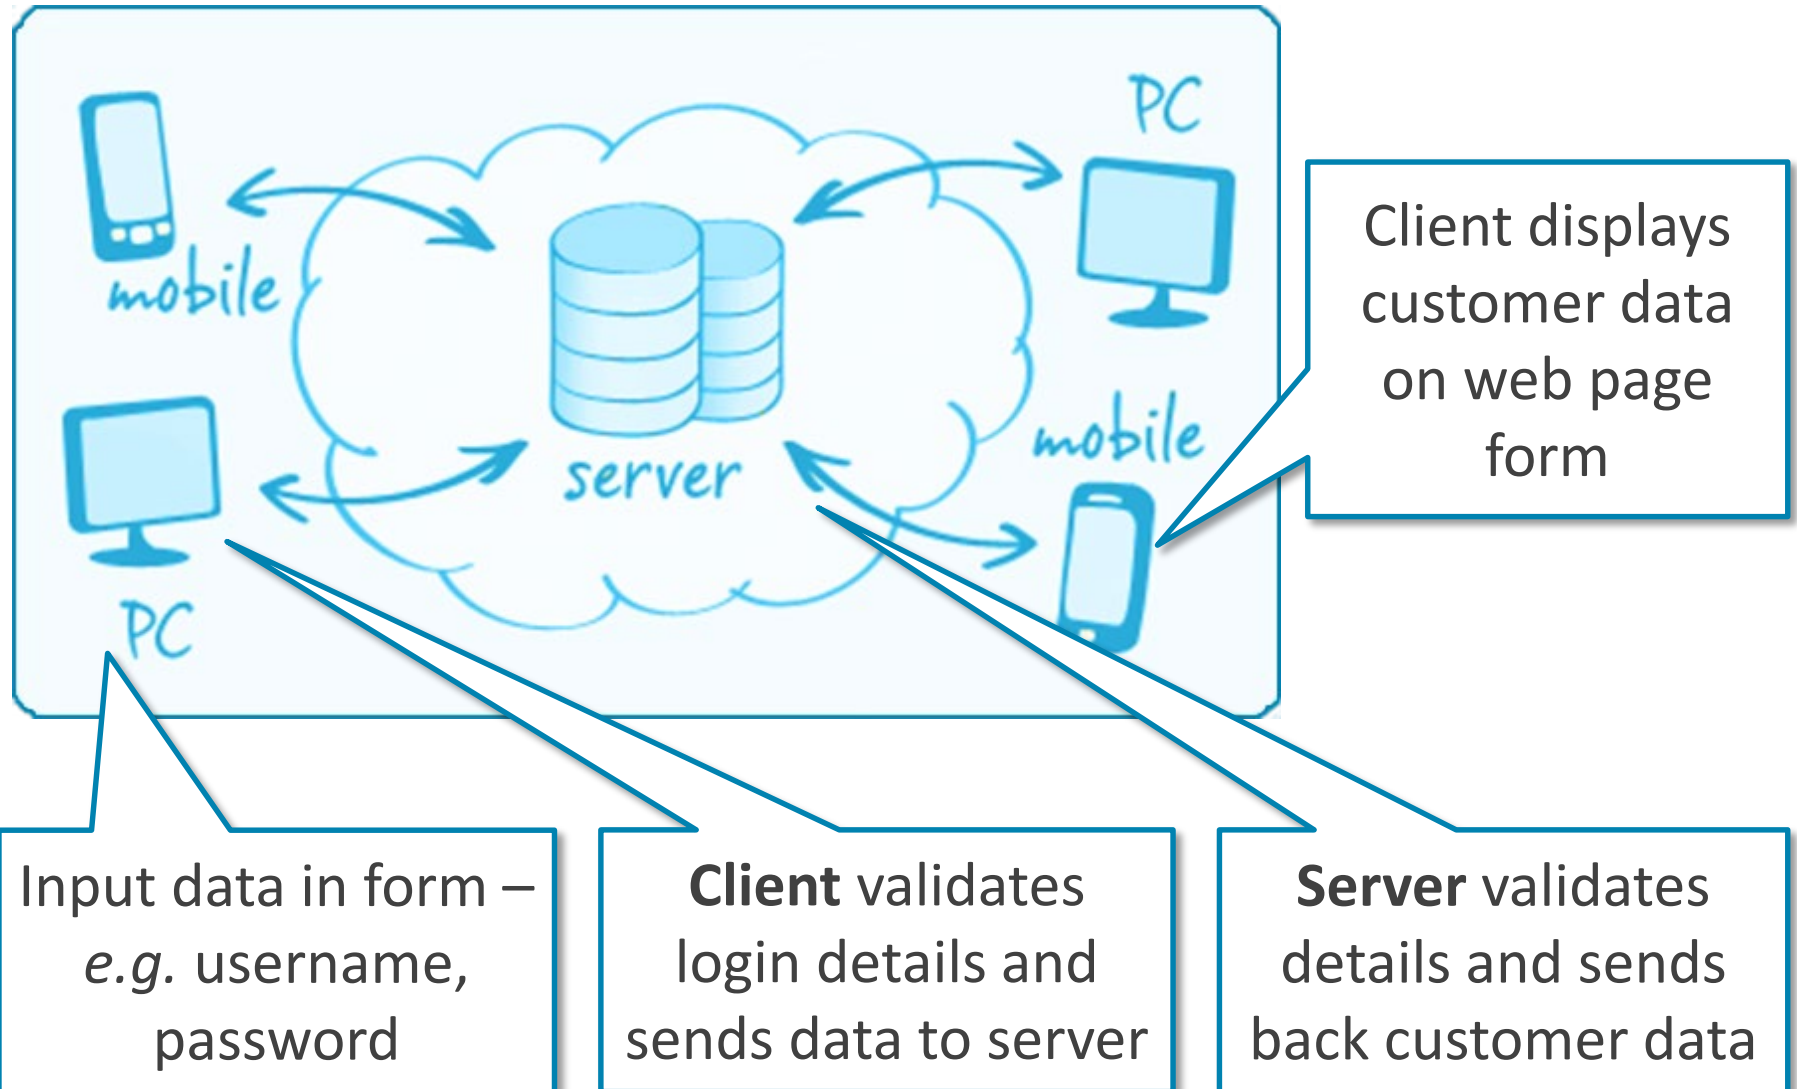 mobile
PC
server
PC
mobile
Client displays
customer data
on web page
form
Input data in form –
e.g. username,
password
Client validates
login details and
sends data to server
Server validates
details and sends
back customer data